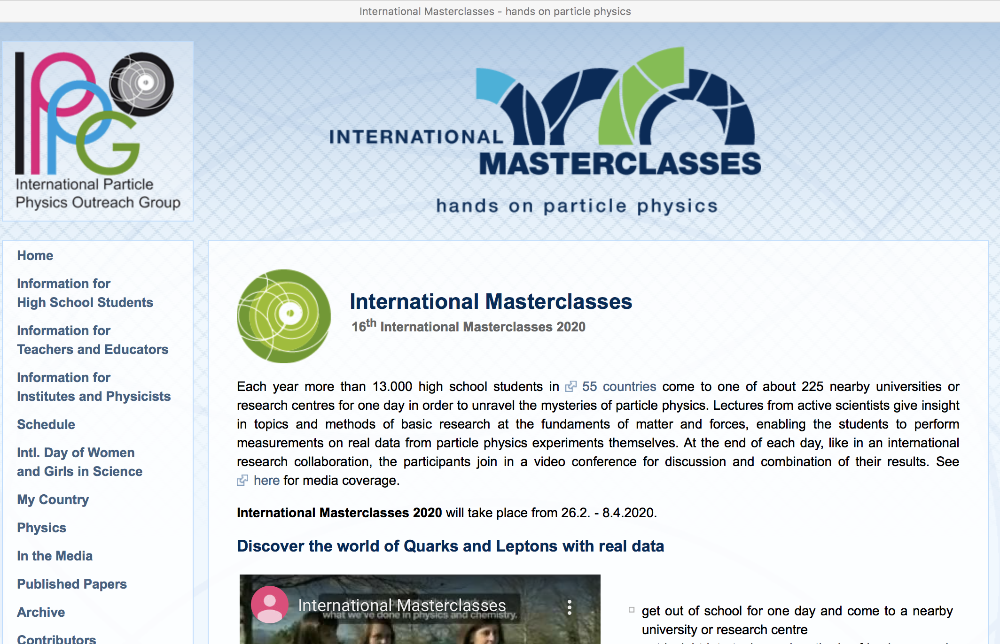 International Masterclasses - hands on particle physics
IPPOG
International Particle
Physics Outreach Group
INTERNATIONAL
MASTERCLASSES
hands on particle physics
Home
Information for
High School Students
Information for
Teachers and Educators
Information for
Institutes and Physicists
Schedule
Intl. Day of Women
and Girls in Science
My Country
Physics
In the Media
Published Papers
Archive
Contributors
International Masterclasses
16th International Masterclasses 2020
Each year more than 13.000 high school students in 55 countries come to one of about 225 nearby universities or
research centres for one day in order to unravel the mysteries of particle physics. Lectures from active scientists give insight
in topics and methods of basic research at the fundaments of matter and forces, enabling the students to perform
measurements on real data from particle physics experiments themselves. At the end of each day, like in an international
research collaboration, the participants join in a video conference for discussion and combination of their results. See
here for media coverage.
International Masterclasses 2020 will take place from 26.2. - 8.4.2020.
Discover the world of Quarks and Leptons with real data
International Masterclasses
what we've done in physics and chemistry.
get out of school for one day and come to a nearby
university or research centre